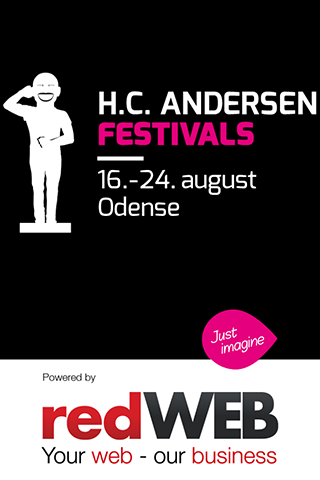 H.C. ANDERSEN
FESTIVALS
16.-24. august
Odense
Just
imagine
Powered by
redWEB
Your web - our business